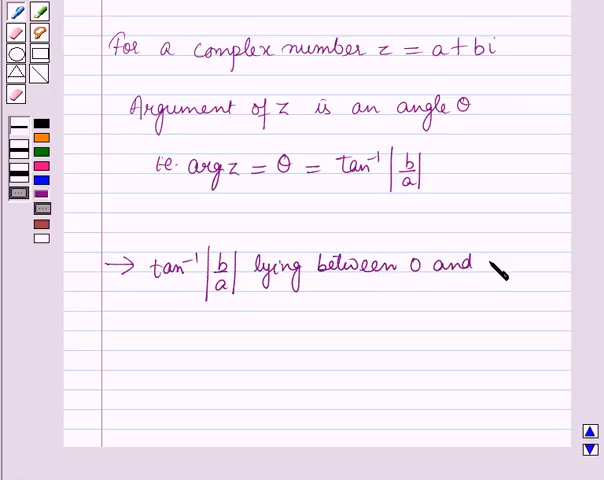 For a complex number z = a + bi
Argument of z is an angle θ
i.e. arg z = θ = tan⁻¹ |b/a|
→ tan⁻¹ |b/a| lying between 0 and